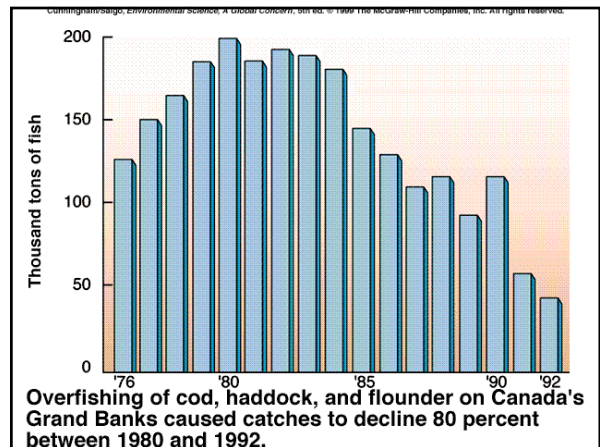 Cunningham/Saigo, Environmental Science, A Global Concern, 5th ed. © 1999 The McGraw-Hill Companies, Inc. All rights reserved.
Thousand tons of fish
200
150
100
50
0
'76 '80 '85 '90 '92
Overfishing of cod, haddock, and flounder on Canada's
Grand Banks caused catches to decline 80 percent
between 1980 and 1992.